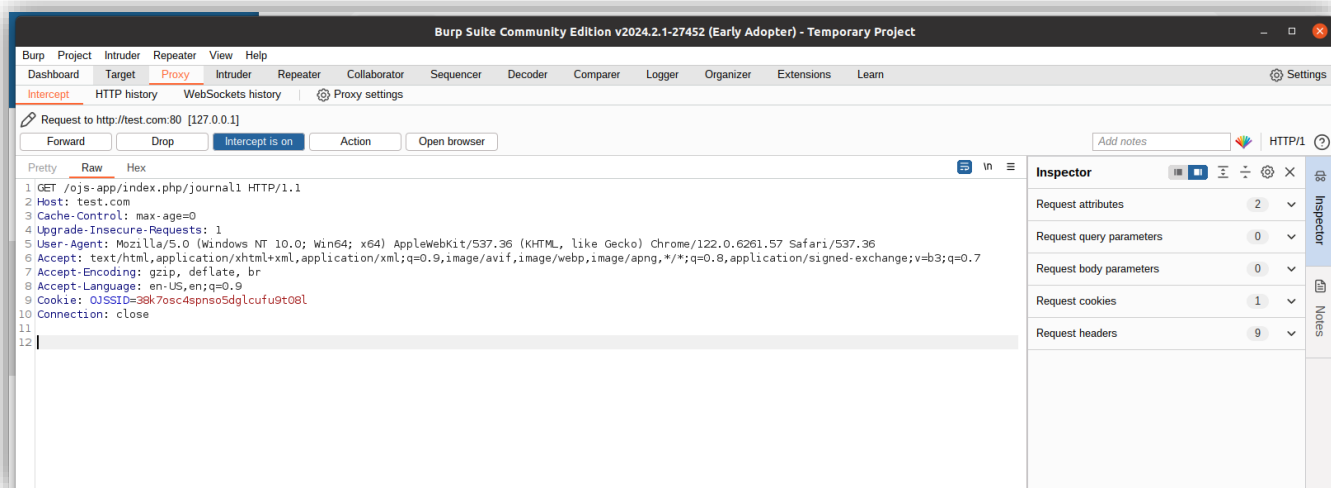 Burp Suite Community Edition v2024.2.1-27452 (Early Adopter) - Temporary Project
Burp Project Intruder Repeater View Help
Dashboard Target Proxy Intruder Repeater Collaborator Sequencer Decoder Comparer Logger Organizer Extensions Learn Settings
Intercept HTTP history WebSockets history Proxy settings
Request to http://test.com:80 [127.0.0.1]
Forward Drop Intercept is on Action Open browser Add notes HTTP/1
Pretty Raw Hex \n
1 GET /ojs-app/index.php/journal1 HTTP/1.1
2 Host: test.com
3 Cache-Control: max-age=0
4 Upgrade-Insecure-Requests: 1
5 User-Agent: Mozilla/5.0 (Windows NT 10.0; Win64; x64) AppleWebKit/537.36 (KHTML, like Gecko) Chrome/122.0.6261.57 Safari/537.36
6 Accept: text/html,application/xhtml+xml,application/xml;q=0.9,image/avif,image/webp,image/apng,*/*;q=0.8,application/signed-exchange;v=b3;q=0.7
7 Accept-Encoding: gzip, deflate, br
8 Accept-Language: en-US,en;q=0.9
9 Cookie: OJSSID=38k7osc4spnso5dglcufu9t08l
10 Connection: close
11
12
Inspector
Request attributes 2
Request query parameters 0
Request body parameters 0
Request cookies 1
Request headers 9
Inspector
Notes